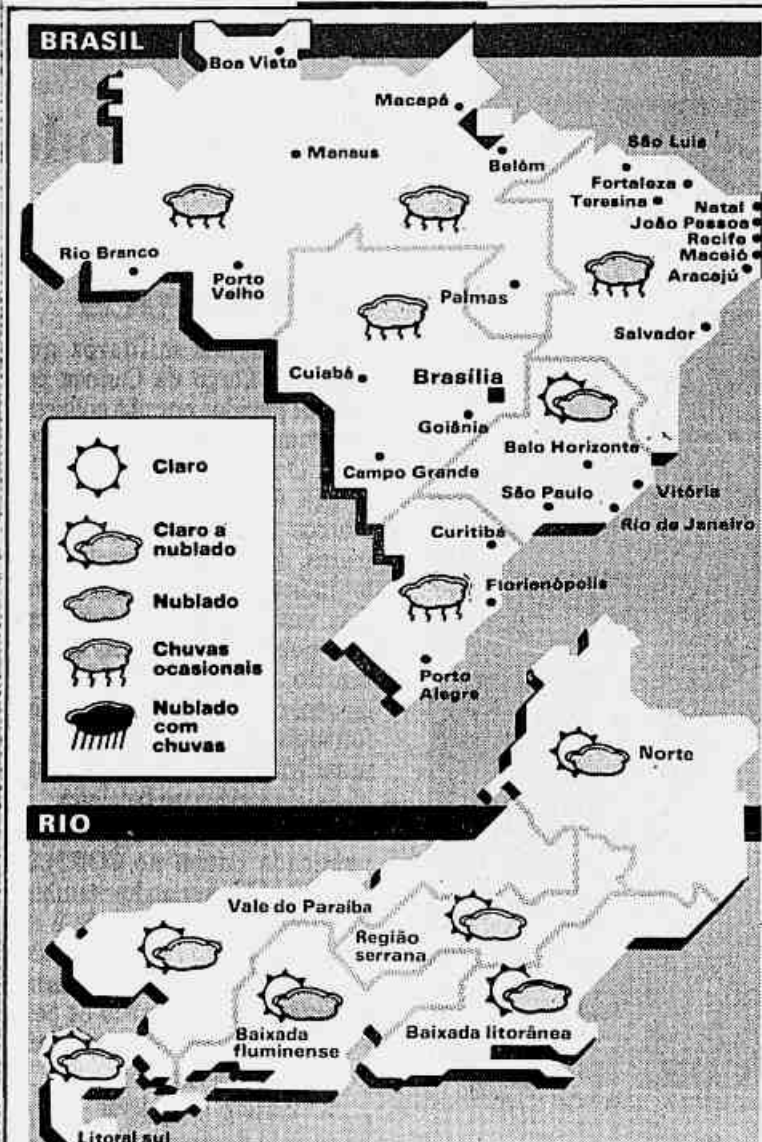 BRASIL
Boa Vista
Macapá
Manaus
Belém
São Luis
Fortaleza
Teresina
Natal
João Pessoa
Recife
Maceió
Aracajú
Rio Branco
Porto
Velho
Palmas
Salvador
Cuiabá
Brasília
Goiânia
Belo Horizonte
Campo Grande
São Paulo
Vitória
Rio de Janeiro
Curitiba
Florianópolis
Porto
Alegre
Claro
Claro a
nublado
Nublado
Chuvas
ocasionais
Nublado
com
chuvas
Norte
RIO
Vale do Paraíba
Região
serrana
Baixada
fluminense
Baixada litorânea
Litoral sul